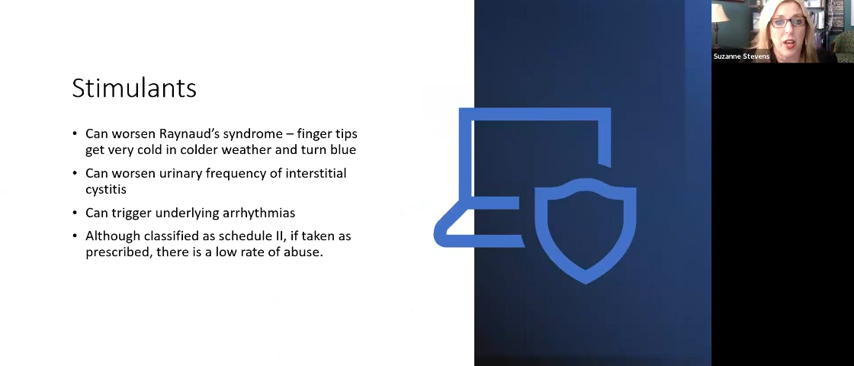 Stimulants
• Can worsen Raynaud’s syndrome – finger tips
get very cold in colder weather and turn blue
• Can worsen urinary frequency of interstitial
cystitis
• Can trigger underlying arrhythmias
• Although classified as schedule II, if taken as
prescribed, there is a low rate of abuse.
Suzanne Stevens